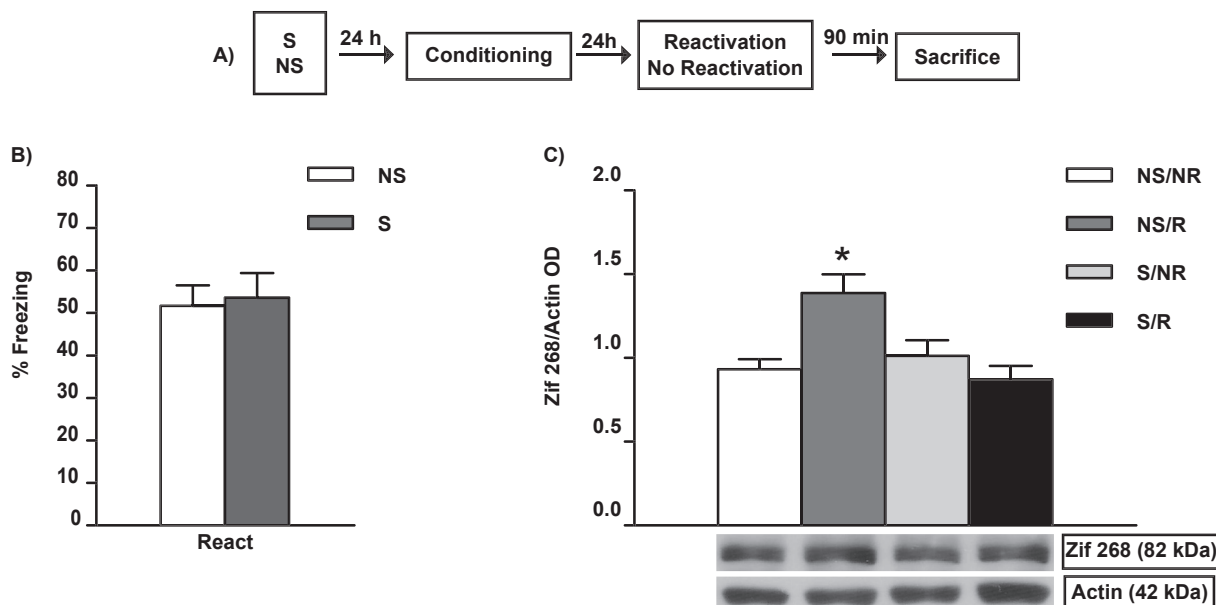 A)
S
NS
24 h
Conditioning
24h
Reactivation
No Reactivation
90 min
Sacrifice
B)
NS
S
% Freezing
80
70
60
50
40
30
20
10
0
React
C)
NS/NR
NS/R
S/NR
S/R
Zif 268/Actin OD
2.0
1.5
1.0
0.5
0.0
*
Zif 268 (82 kDa)
Actin (42 kDa)